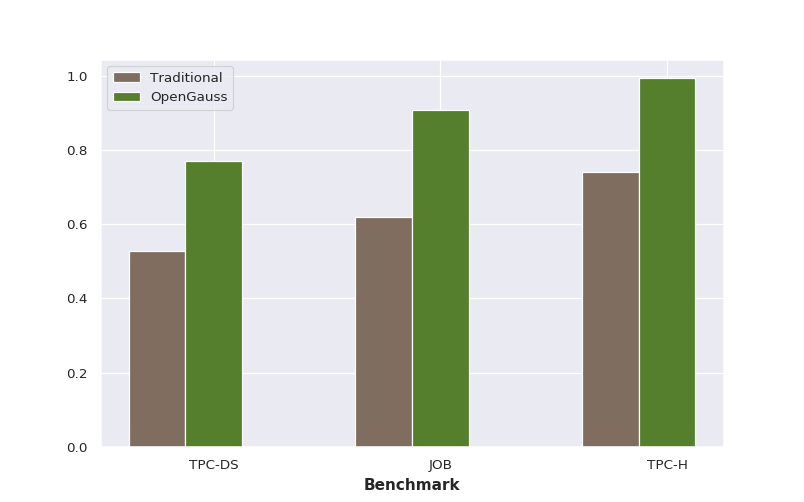 Traditional
OpenGauss
1.0
0.8
0.6
0.4
0.2
0.0
TPC-DS
JOB
TPC-H
Benchmark